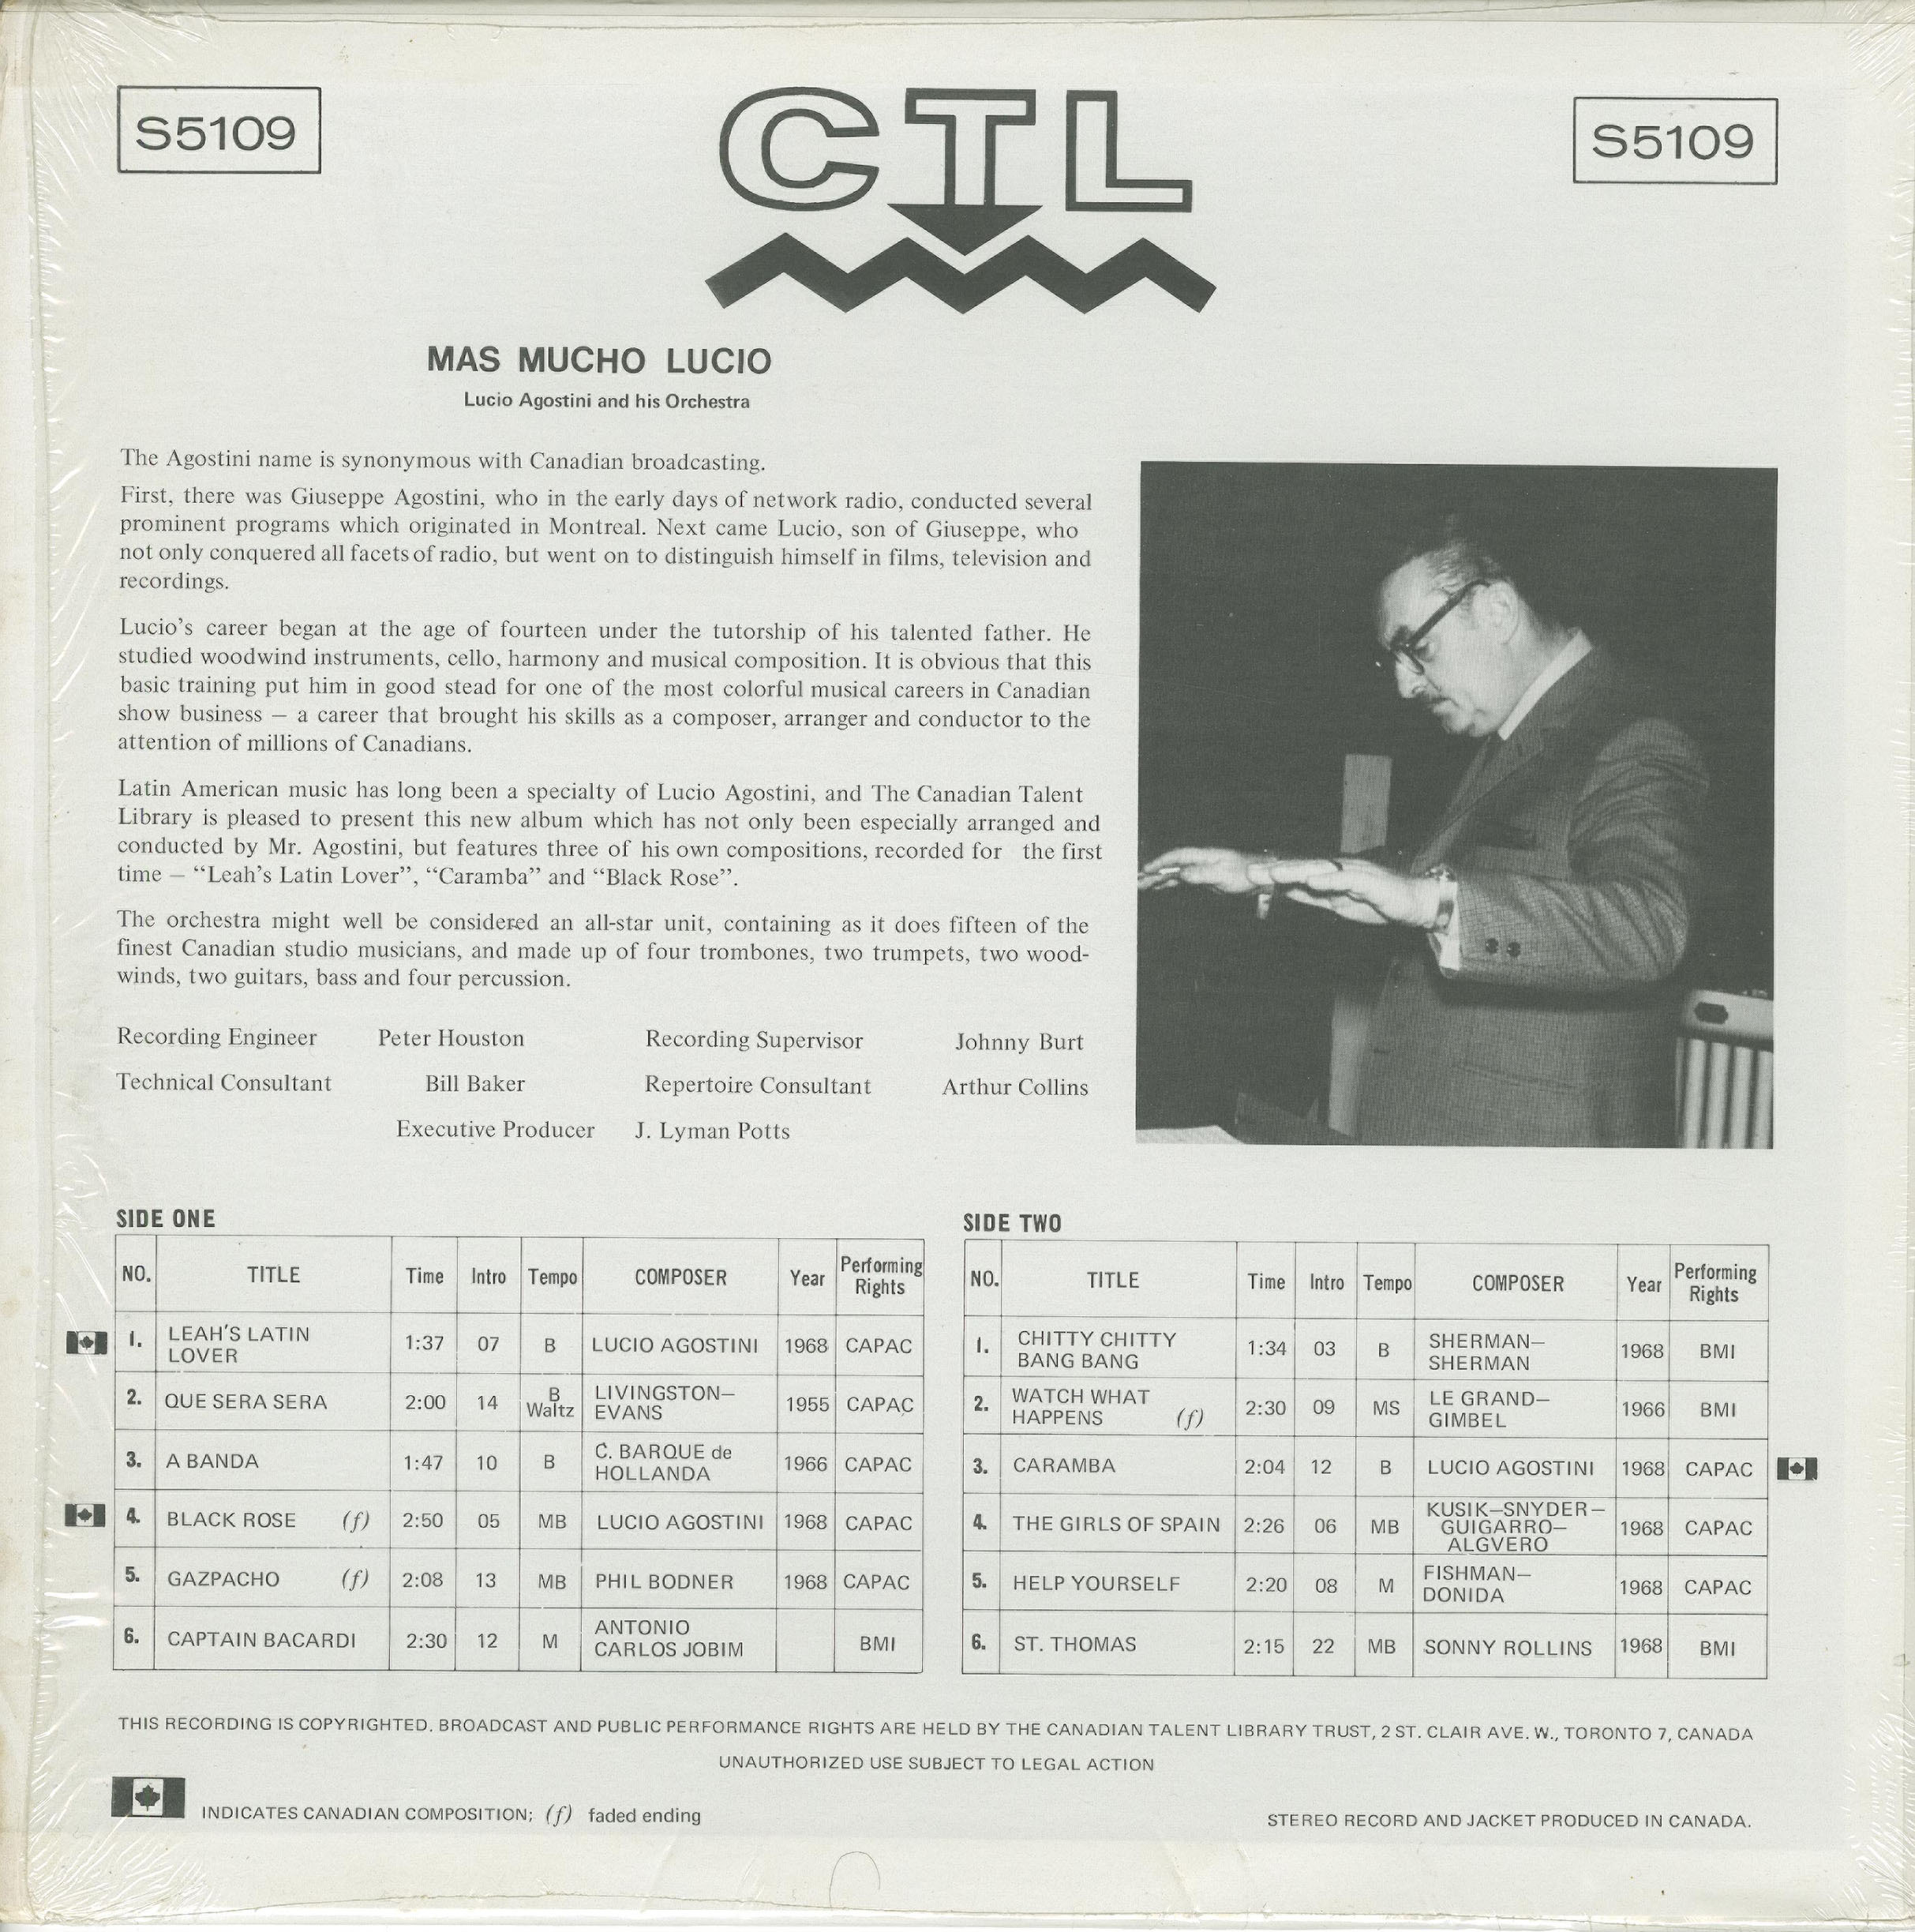 S5109
CTL
S5109
MAS MUCHO LUCIO
Lucio Agostini and his Orchestra
The Agostini name is synonymous with Canadian broadcasting.
First, there was Giuseppe Agostini, who in the early days of network radio, conducted several
prominent programs which originated in Montreal. Next came Lucio, son of Giuseppe, who
not only conquered all facets of radio, but went on to distinguish himself in films, television and
recordings.
Lucio's career began at the age of fourteen under the tutorship of his talented father. He
studied woodwind instruments, cello, harmony and musical composition. It is obvious that this
basic training put him in good stead for one of the most colorful musical careers in Canadian
show business – a career that brought his skills as a composer, arranger and conductor to the
attention of millions of Canadians.
Latin American music has long been a specialty of Lucio Agostini, and The Canadian Talent
Library is pleased to present this new album which has not only been especially arranged and
conducted by Mr. Agostini, but features three of his own compositions, recorded for the first
time – “Leah's Latin Lover”, “Caramba” and “Black Rose”.
The orchestra might well be considered an all-star unit, containing as it does fifteen of the
finest Canadian studio musicians, and made up of four trombones, two trumpets, two wood-
winds, two guitars, bass and four percussion.
Recording Engineer Peter Houston Recording Supervisor Johnny Burt
Technical Consultant Bill Baker Repertoire Consultant Arthur Collins
Executive Producer J. Lyman Potts
SIDE ONE
NO. TITLE Time Intro Tempo COMPOSER Year Performing Rights
1. LEAH'S LATIN LOVER 1:37 07 B LUCIO AGOSTINI 1968 CAPAC
2. QUE SERA SERA 2:00 14 B Waltz LIVINGSTON– EVANS 1955 CAPAC
3. A BANDA 1:47 10 B C. BARQUE de HOLLANDA 1966 CAPAC
4. BLACK ROSE (f) 2:50 05 MB LUCIO AGOSTINI 1968 CAPAC
5. GAZPACHO (f) 2:08 13 MB PHIL BODNER 1968 CAPAC
6. CAPTAIN BACARDI 2:30 12 M ANTONIO CARLOS JOBIM BMI
SIDE TWO
NO. TITLE Time Intro Tempo COMPOSER Year Performing Rights
1. CHITTY CHITTY BANG BANG 1:34 03 B SHERMAN– SHERMAN 1968 BMI
2. WATCH WHAT HAPPENS (f) 2:30 09 MS LE GRAND– GIMBEL 1966 BMI
3. CARAMBA 2:04 12 B LUCIO AGOSTINI 1968 CAPAC
4. THE GIRLS OF SPAIN 2:26 06 MB KUSIK–SNYDER– GUIGARRO– ALGVERO 1968 CAPAC
5. HELP YOURSELF 2:20 08 M FISHMAN– DONIDA 1968 CAPAC
6. ST. THOMAS 2:15 22 MB SONNY ROLLINS 1968 BMI
THIS RECORDING IS COPYRIGHTED. BROADCAST AND PUBLIC PERFORMANCE RIGHTS ARE HELD BY THE CANADIAN TALENT LIBRARY TRUST, 2 ST. CLAIR AVE. W., TORONTO 7, CANADA
UNAUTHORIZED USE SUBJECT TO LEGAL ACTION
INDICATES CANADIAN COMPOSITION; (f) faded ending
STEREO RECORD AND JACKET PRODUCED IN CANADA.